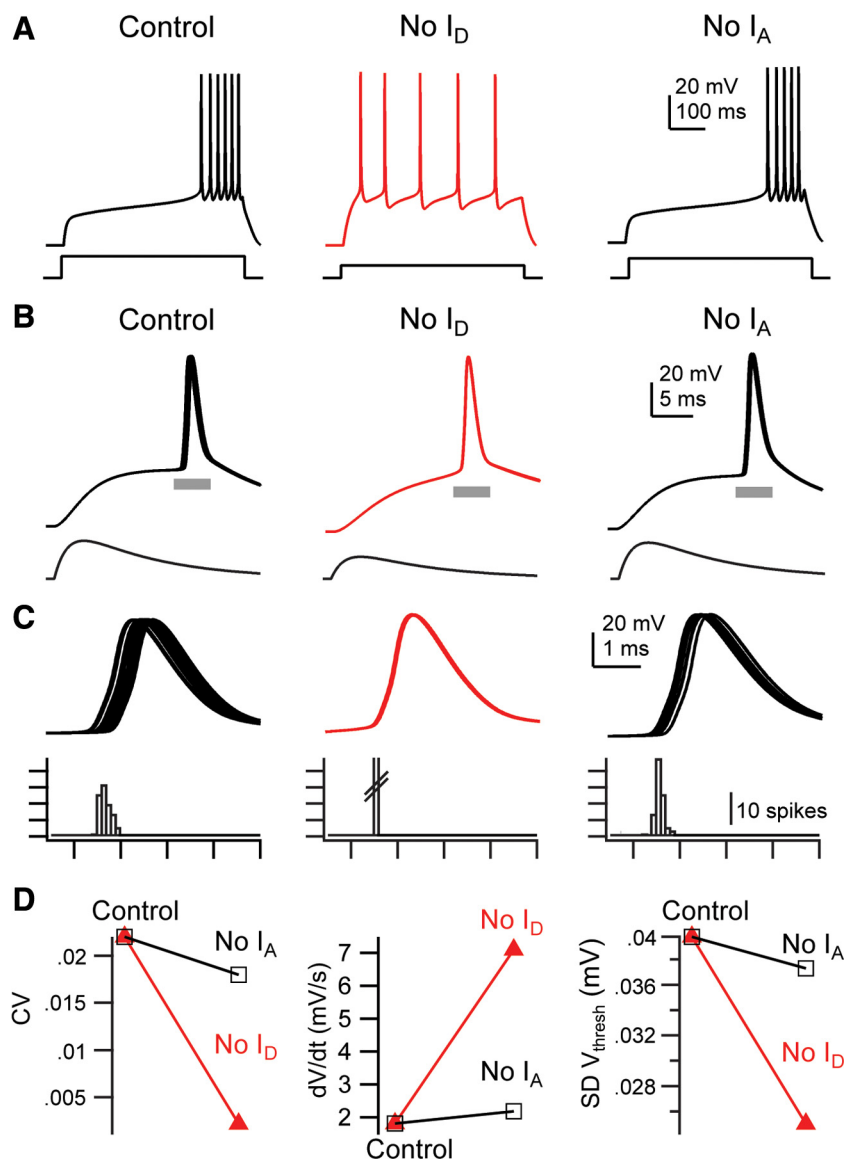 A
Control
No I_D
No I_A
20 mV
100 ms
B
Control
No I_D
No I_A
20 mV
5 ms
C
20 mV
1 ms
10 spikes
D
Control
No I_A
No I_D
CV
.02
.015
.01
.005
No I_D
No I_A
Control
dV/dt (mV/s)
7
6
5
4
3
2
Control
No I_A
No I_D
SD V_thresh (mV)
.04
.036
.032
.028